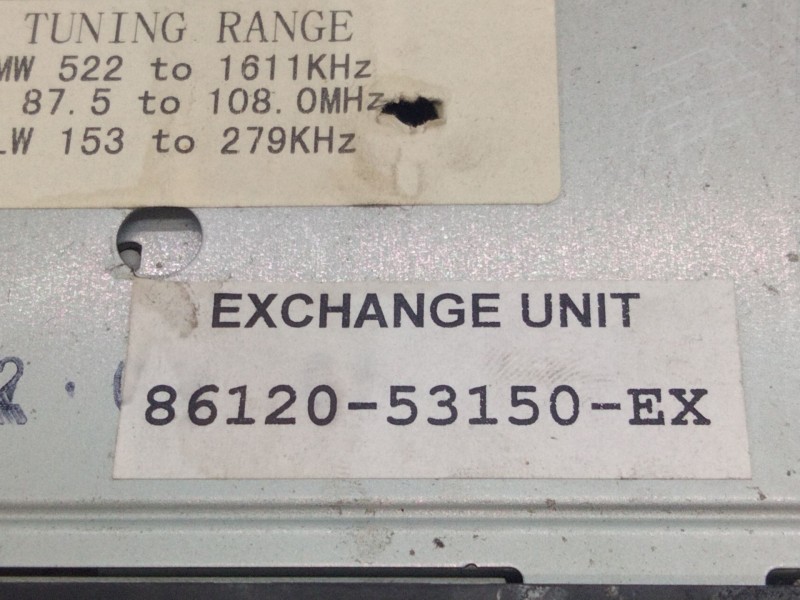 TUNING RANGE
MW 522 to 1611KHz
87.5 to 108.0MHz
LW 153 to 279KHz
EXCHANGE UNIT
86120-53150-EX